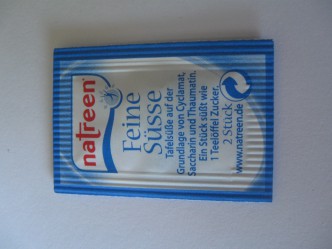 natreen®
Feine
Süsse
Tafelsüße auf der
Grundlage von Cyclamat,
Saccharin und Thaumatin.
Ein Stück süßt wie
1 Teelöffel Zucker.
2 Stück
www.natreen.de